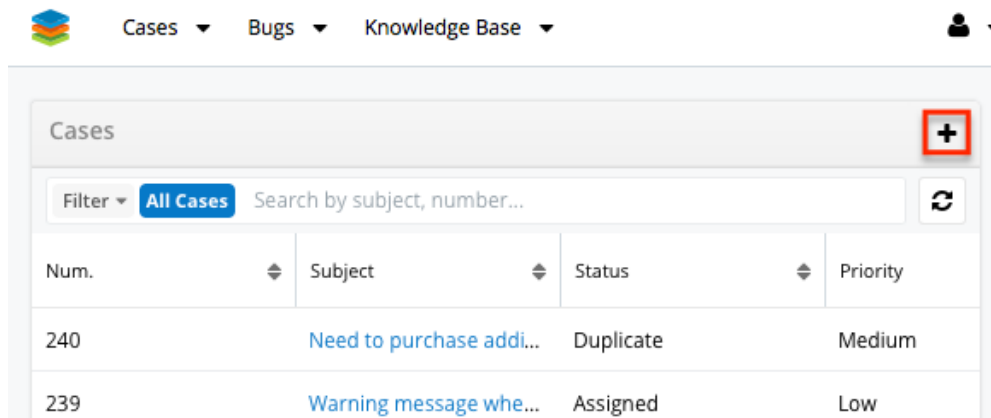 Cases Bugs Knowledge Base
Cases
Filter All Cases Search by subject, number...
Num. Subject Status Priority
240 Need to purchase addi... Duplicate Medium
239 Warning message whe... Assigned Low